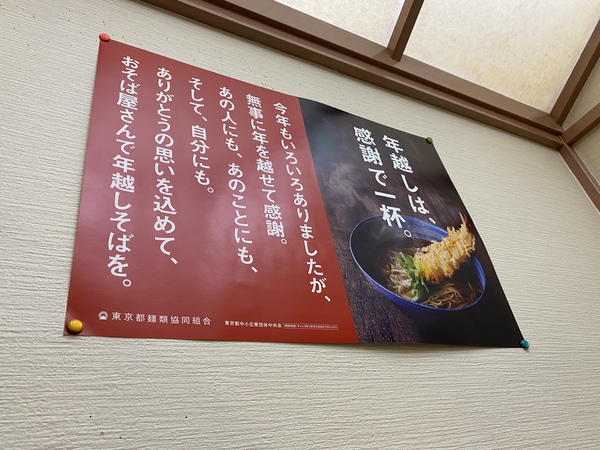 年越しは、
感謝で一杯。
今年もいろいろありましたが、
無事に年を越せて感謝。
あの人にも、あのことにも、
そして、自分にも。
ありがとうの思いを込めて、
おそば屋さんで年越しそばを。
東京都麺類協同組合
東京都中小企業団体中央会